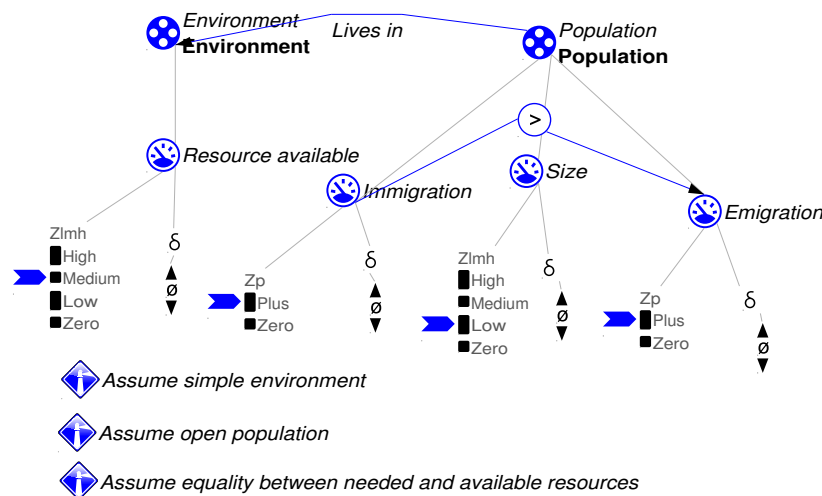 Environment
Environment
Lives in
Population
Population
>
Resource available
Immigration
Size
Emigration
Zlmh
High
Medium
Low
Zero
δ
ø
Zp
Plus
Zero
δ
ø
Zlmh
High
Medium
Low
Zero
δ
ø
Zp
Plus
Zero
δ
ø
Assume simple environment
Assume open population
Assume equality between needed and available resources